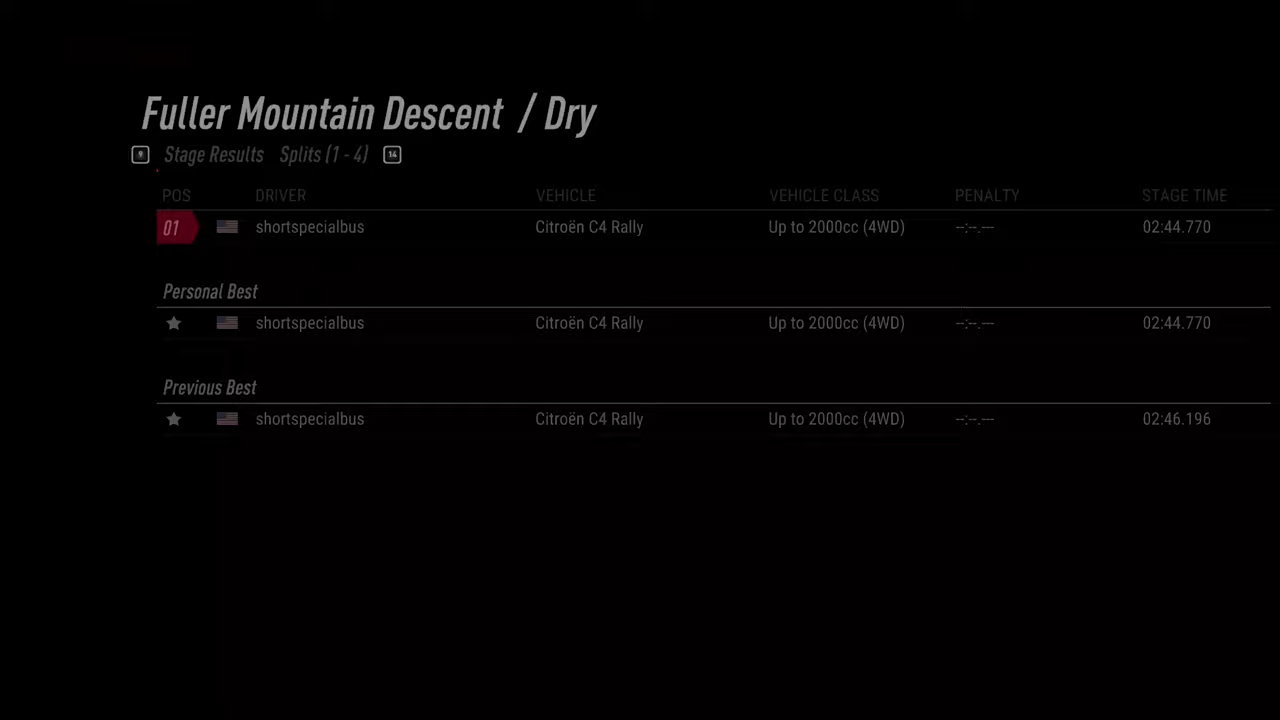 Fuller Mountain Descent / Dry
9 Stage Results Splits (1 - 4) 14
POS DRIVER VEHICLE VEHICLE CLASS PENALTY STAGE TIME
01 shortspecialbus Citroën C4 Rally Up to 2000cc (4WD) --:--.--- 02:44.770
Personal Best
shortspecialbus Citroën C4 Rally Up to 2000cc (4WD) --:--.--- 02:44.770
Previous Best
shortspecialbus Citroën C4 Rally Up to 2000cc (4WD) --:--.--- 02:46.196